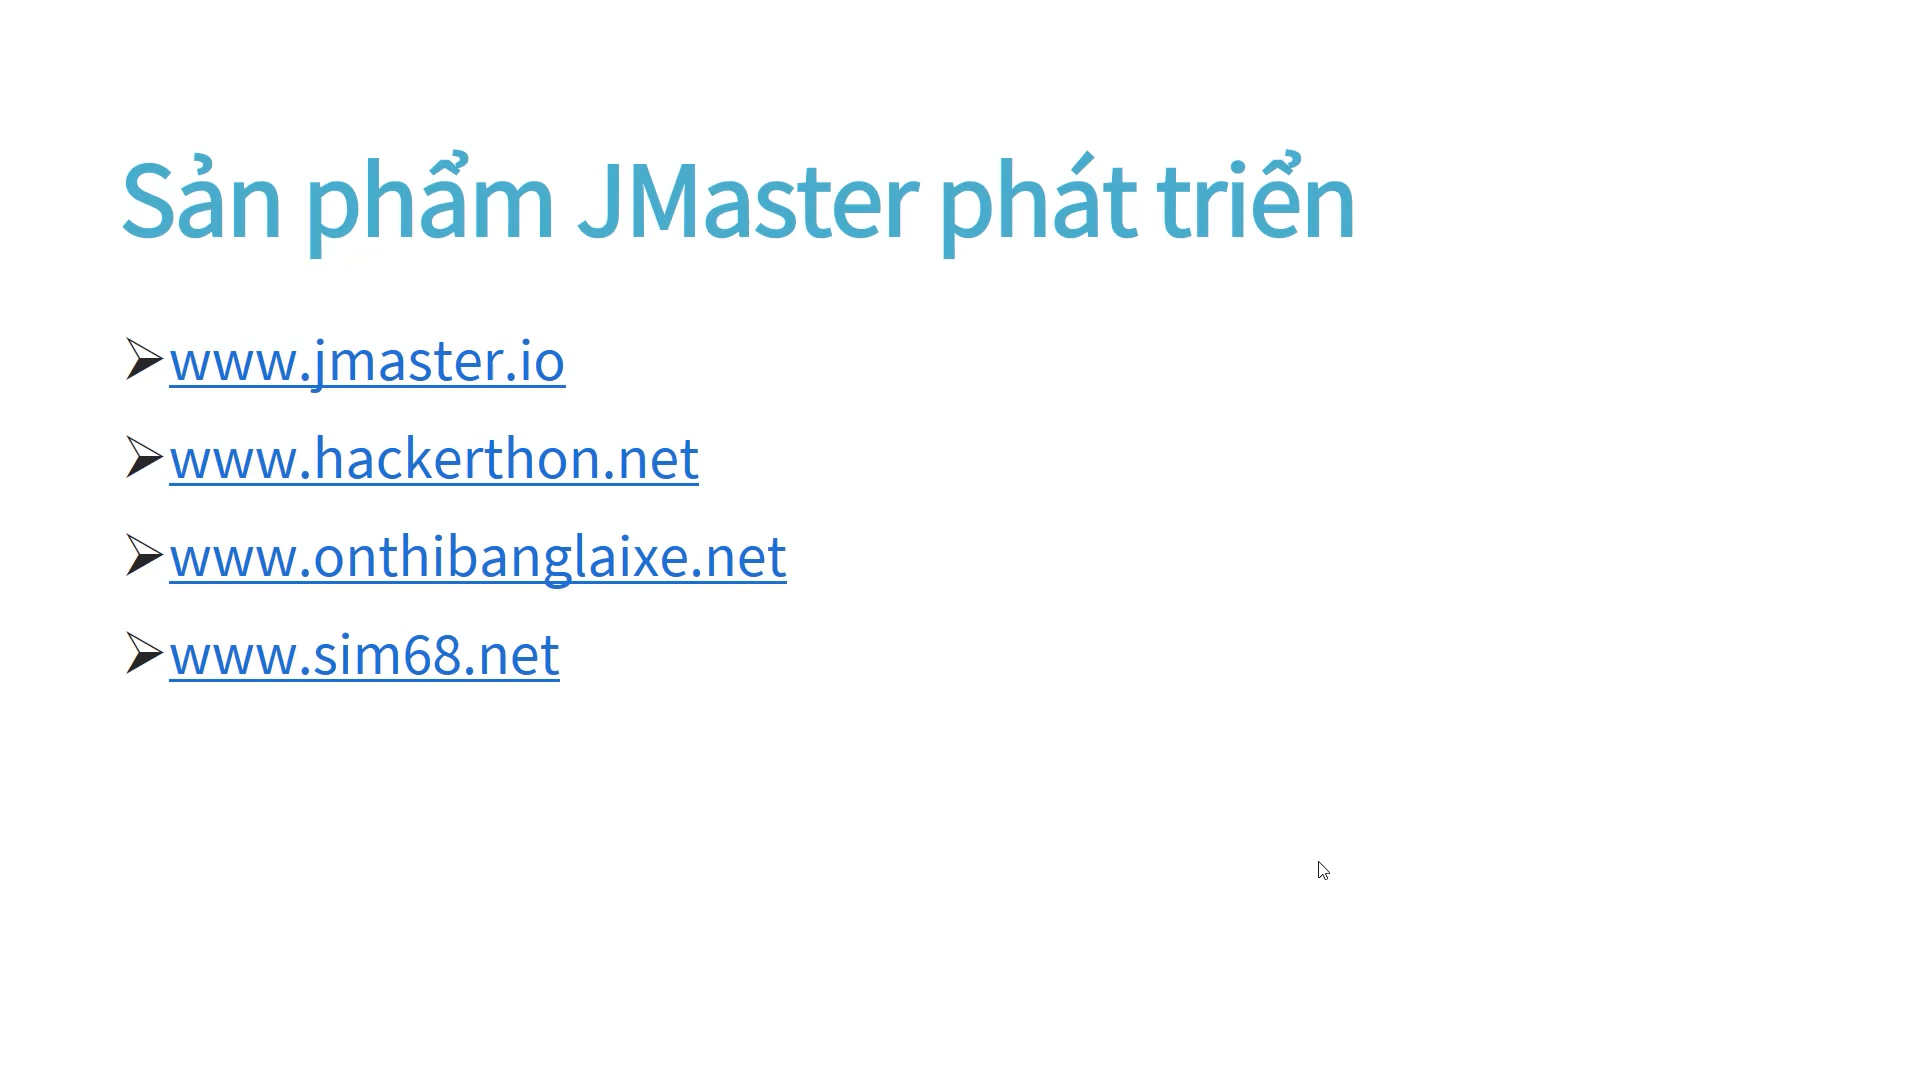 Sản phẩm JMaster phát triển
➢www.jmaster.io
➢www.hackerthon.net
➢www.onthibanglaixe.net
➢www.sim68.net